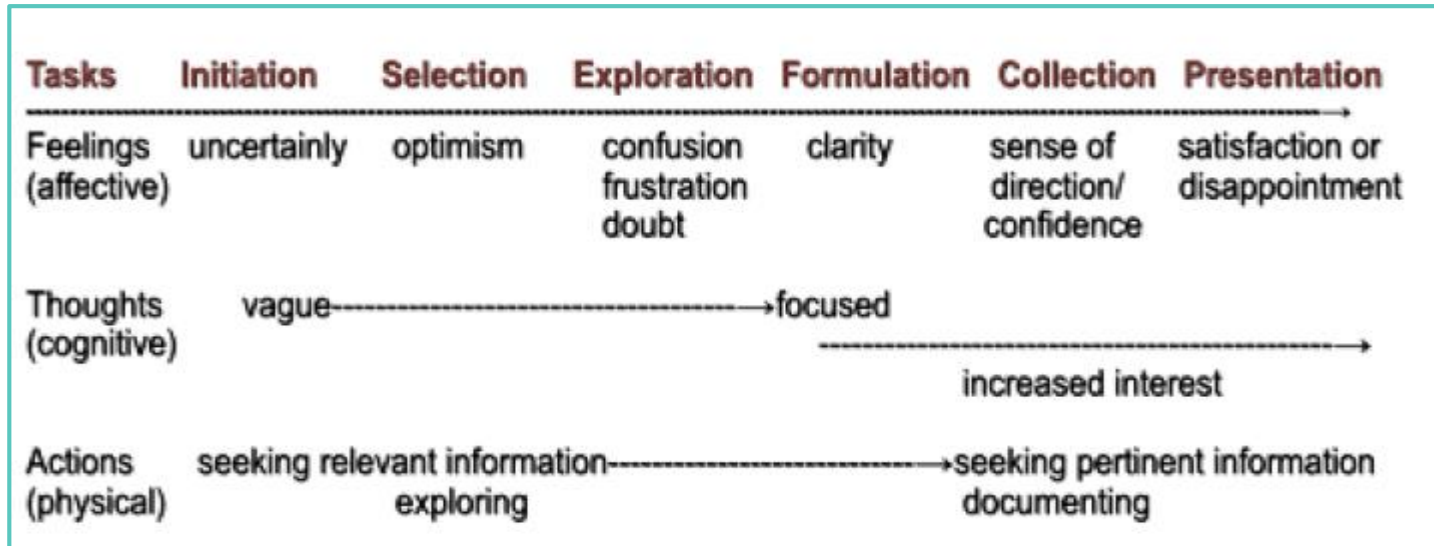 Tasks Initiation Selection Exploration Formulation Collection Presentation
Feelings uncertainly optimism confusion clarity sense of satisfaction or
(affective) frustration direction/ disappointment
doubt confidence
Thoughts vague focused
(cognitive)
increased interest
Actions seeking relevant information seeking pertinent information
(physical) exploring documenting